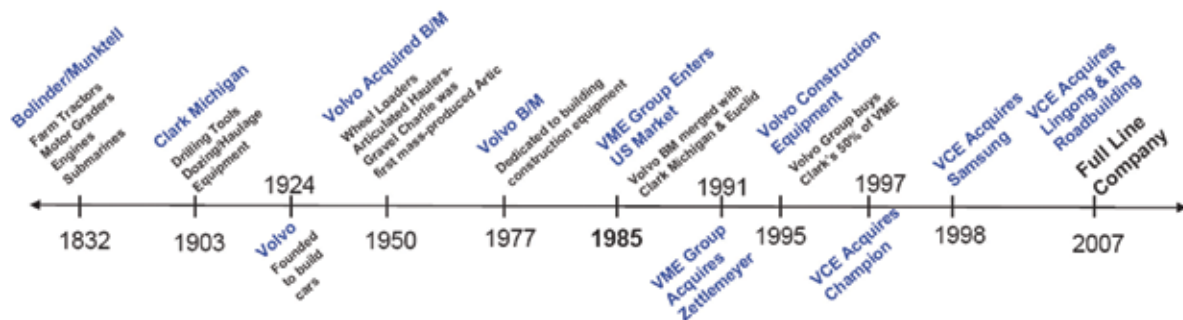 Bolinder/Munktell
Farm Tractors
Motor Graders
Engines
Submarines
1832
Clark Michigan
Drilling Tools
Dozing/Haulage
Equipment
1903
1924
Volvo
Founded
to build
cars
Volvo Acquired B/M
Wheel Loaders
Articulated Haulers-
Gravel Charlie was
first mass-produced Artic
1950
Volvo B/M
Dedicated to building
construction equipment
1977
VME Group Enters
US Market
Volvo BM merged with
Clark Michigan & Euclid
1985
1991
VME Group
Acquires
Zettlemeyer
Volvo Construction
Equipment
Volvo Group buys
Clark's 50% of VME
1995
1997
VCE Acquires
Champion
VCE Acquires
Samsung
1998
VCE Acquires
Lingong & IR
Roadbuilding
Full Line
Company
2007